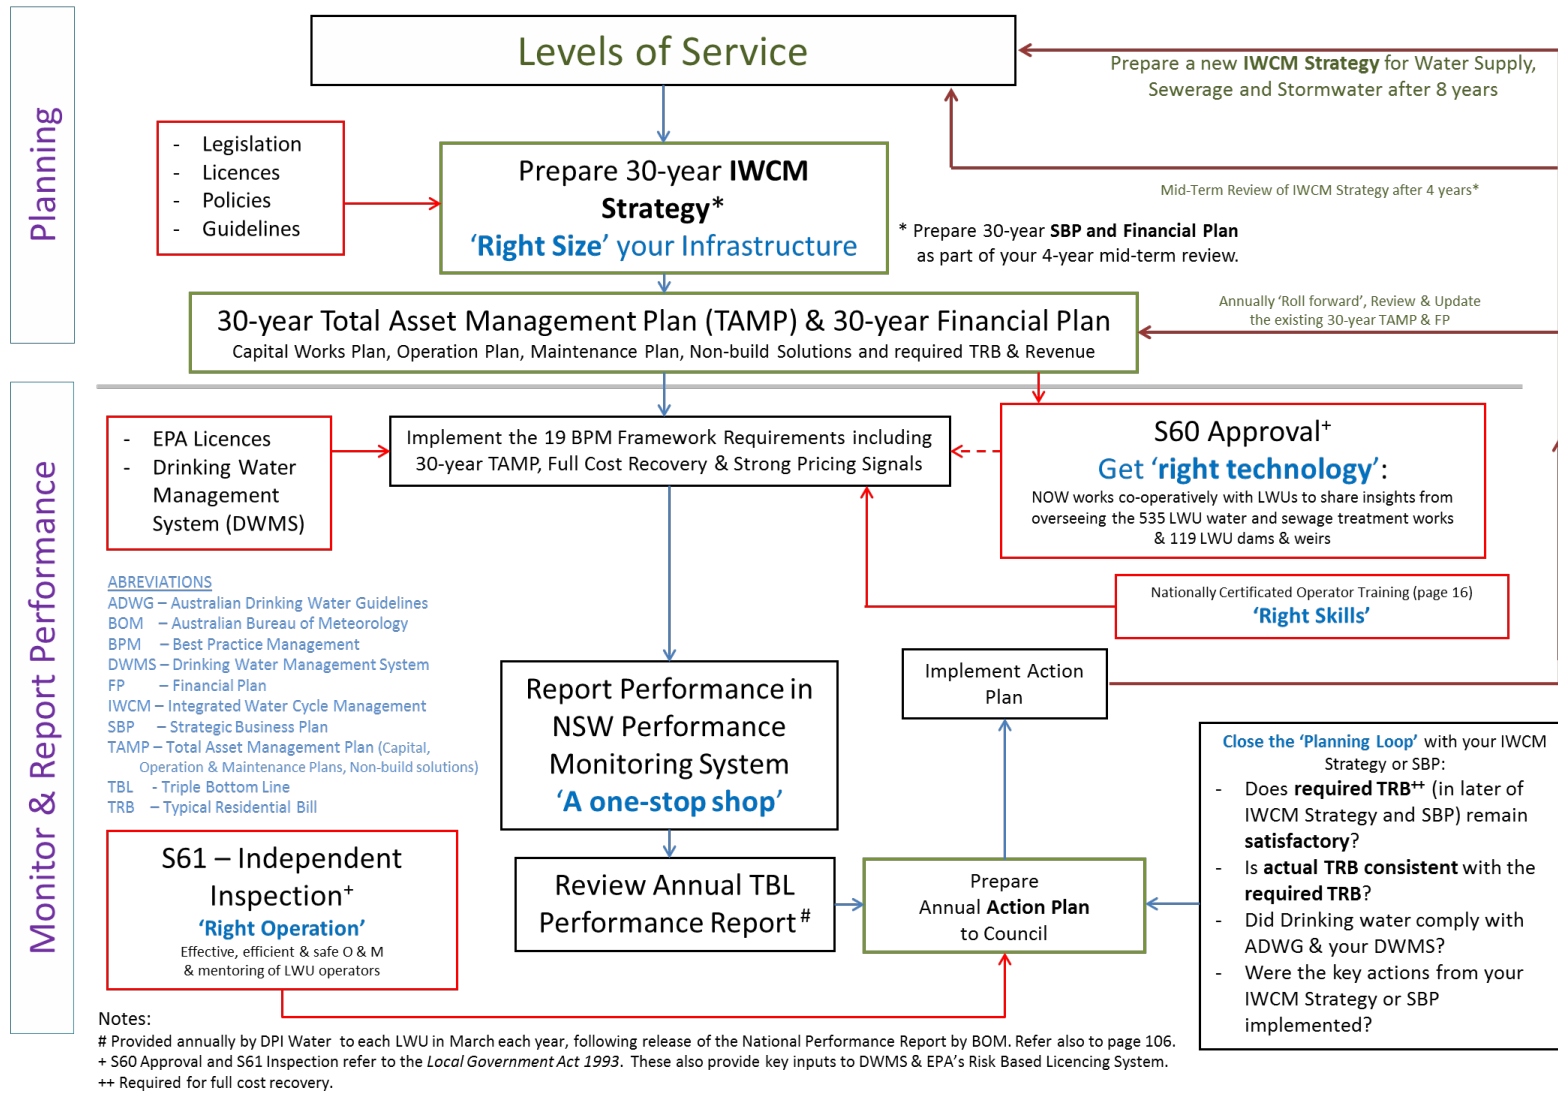 Planning
Levels of Service
Prepare a new IWCM Strategy for Water Supply,
Sewerage and Stormwater after 8 years
- Legislation
- Licences
- Policies
- Guidelines
Prepare 30-year IWCM
Strategy*
‘Right Size’ your Infrastructure
Mid-Term Review of IWCM Strategy after 4 years*
* Prepare 30-year SBP and Financial Plan
as part of your 4-year mid-term review.
30-year Total Asset Management Plan (TAMP) & 30-year Financial Plan
Capital Works Plan, Operation Plan, Maintenance Plan, Non-build Solutions and required TRB & Revenue
Annually ‘Roll forward’, Review & Update
the existing 30-year TAMP & FP
Monitor & Report Performance
- EPA Licences
- Drinking Water
Management
System (DWMS)
Implement the 19 BPM Framework Requirements including
30-year TAMP, Full Cost Recovery & Strong Pricing Signals
S60 Approval+
Get ‘right technology’:
NOW works co-operatively with LWUs to share insights from
overseeing the 535 LWU water and sewage treatment works
& 119 LWU dams & weirs
Nationally Certificated Operator Training (page 16)
‘Right Skills’
ABREVIATIONS
ADWG – Australian Drinking Water Guidelines
BOM – Australian Bureau of Meteorology
BPM – Best Practice Management
DWMS – Drinking Water Management System
FP – Financial Plan
IWCM – Integrated Water Cycle Management
SBP – Strategic Business Plan
TAMP – Total Asset Management Plan (Capital,
Operation & Maintenance Plans, Non-build solutions)
TBL - Triple Bottom Line
TRB – Typical Residential Bill
Report Performance in
NSW Performance
Monitoring System
‘A one-stop shop’
Implement Action
Plan
Close the ‘Planning Loop’ with your IWCM
Strategy or SBP:
- Does required TRB++ (in later of
IWCM Strategy and SBP) remain
satisfactory?
- Is actual TRB consistent with the
required TRB?
- Did Drinking water comply with
ADWG & your DWMS?
- Were the key actions from your
IWCM Strategy or SBP
implemented?
S61 – Independent
Inspection+
‘Right Operation’
Effective, efficient & safe O & M
& mentoring of LWU operators
Review Annual TBL
Performance Report#
Prepare
Annual Action Plan
to Council
Notes:
# Provided annually by DPI Water to each LWU in March each year, following release of the National Performance Report by BOM. Refer also to page 106.
+ S60 Approval and S61 Inspection refer to the Local Government Act 1993. These also provide key inputs to DWMS & EPA’s Risk Based Licencing System.
++ Required for full cost recovery.